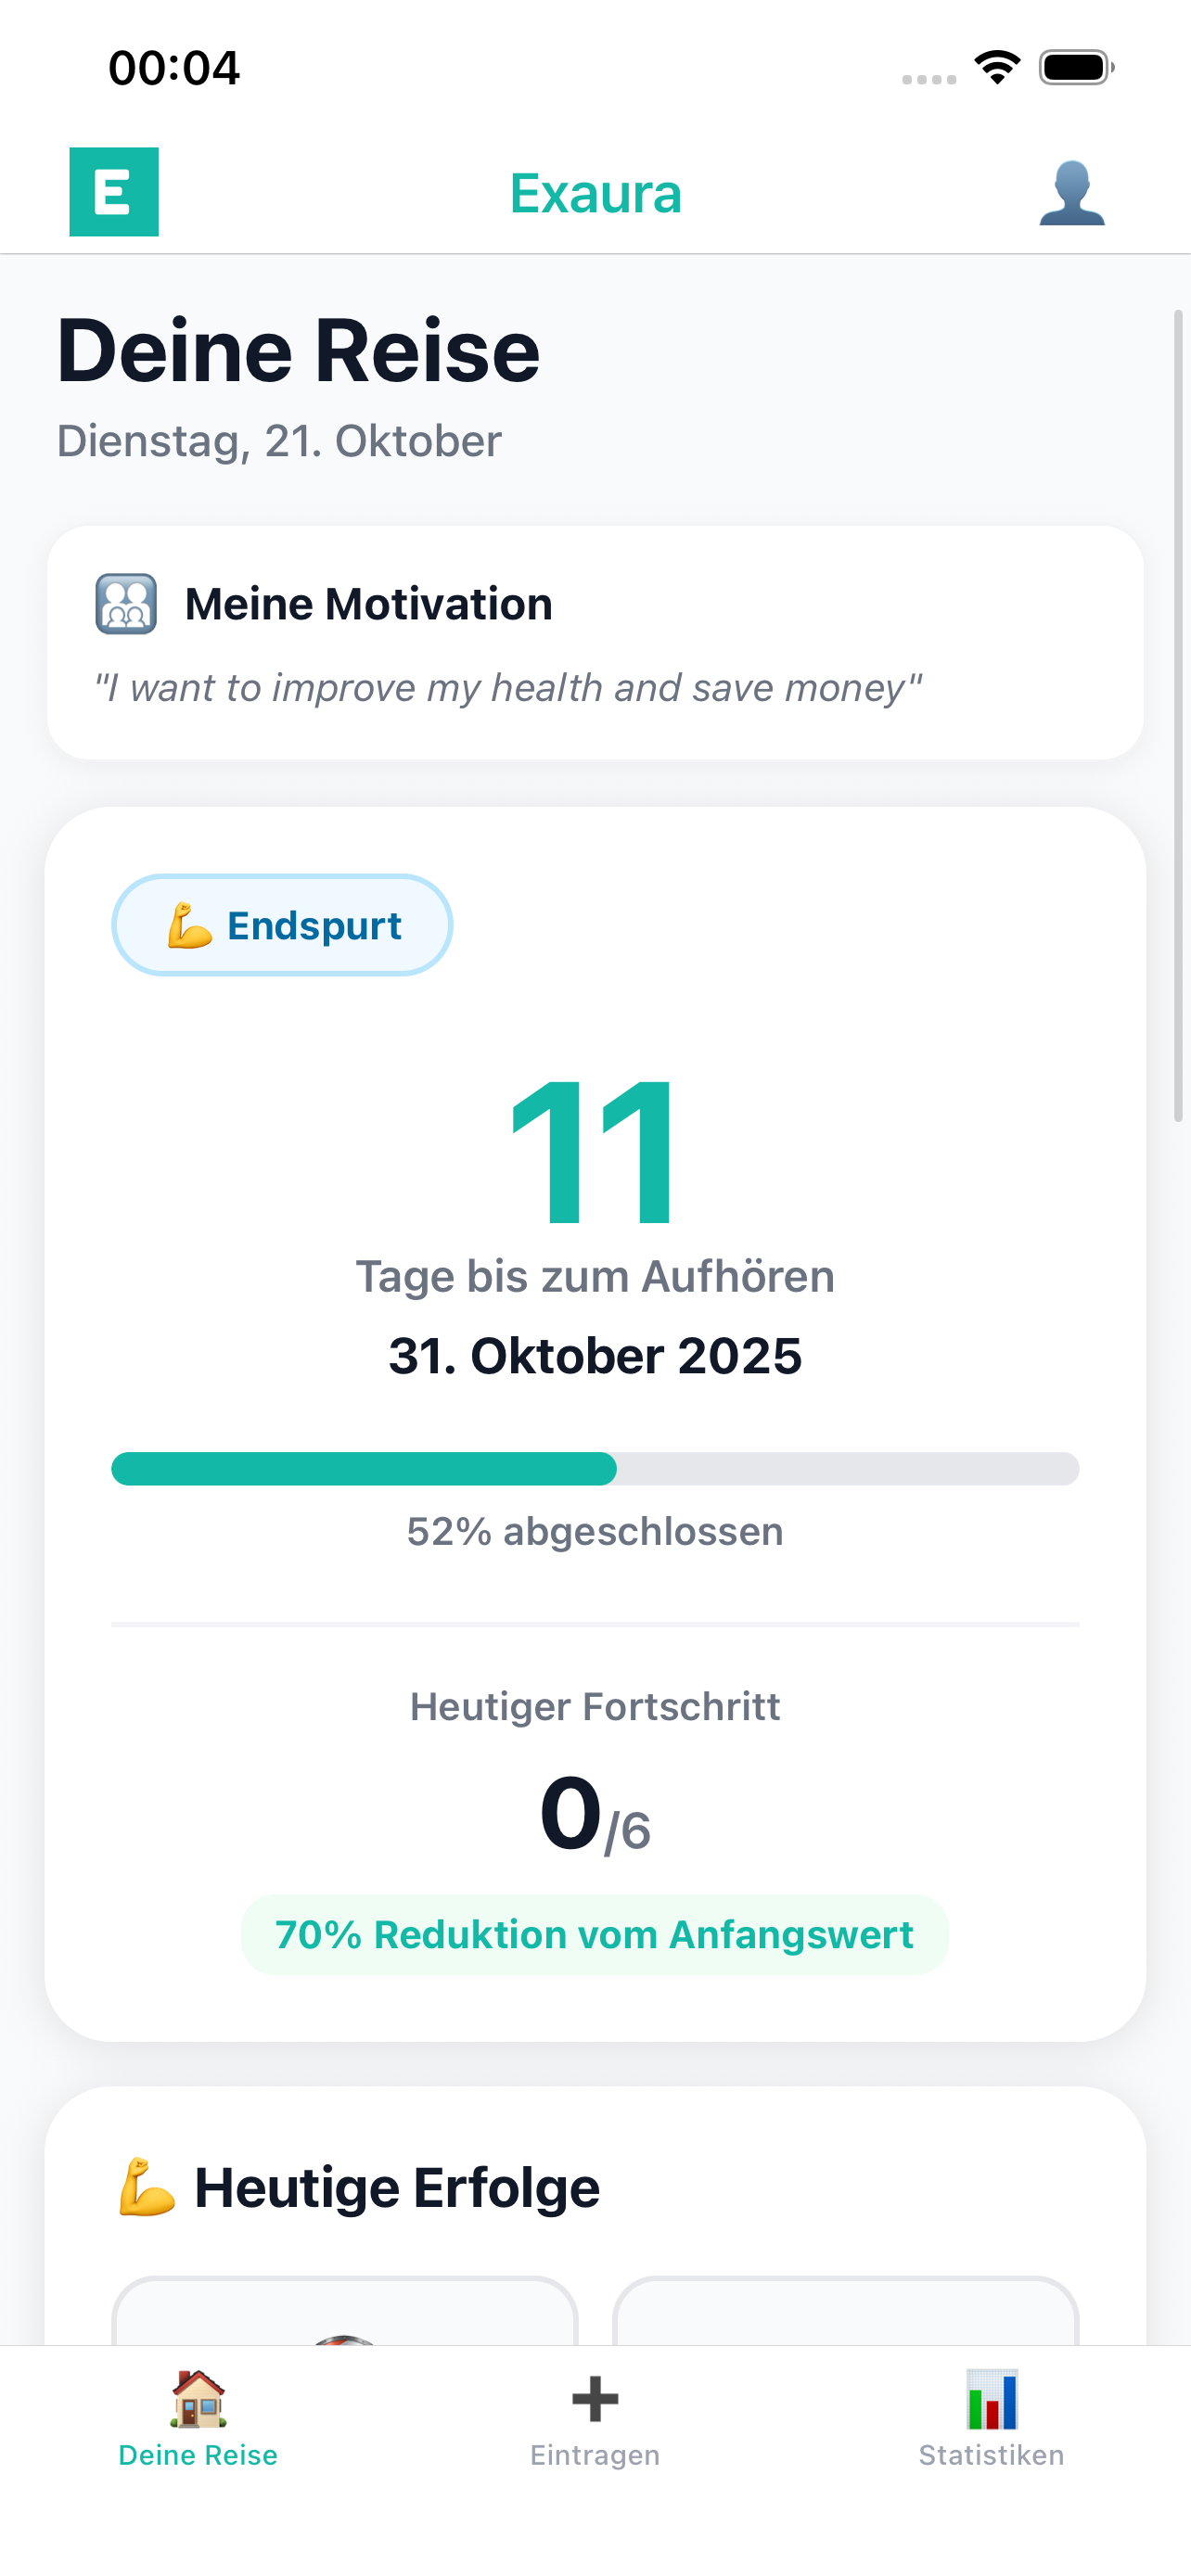 00:04
E
Exaura
Deine Reise
Dienstag, 21. Oktober
Meine Motivation
"I want to improve my health and save money"
Endspurt
11
Tage bis zum Aufhören
31. Oktober 2025
52% abgeschlossen
Heutiger Fortschritt
0/6
70% Reduktion vom Anfangswert
Heutige Erfolge
Deine Reise
Eintragen
Statistiken